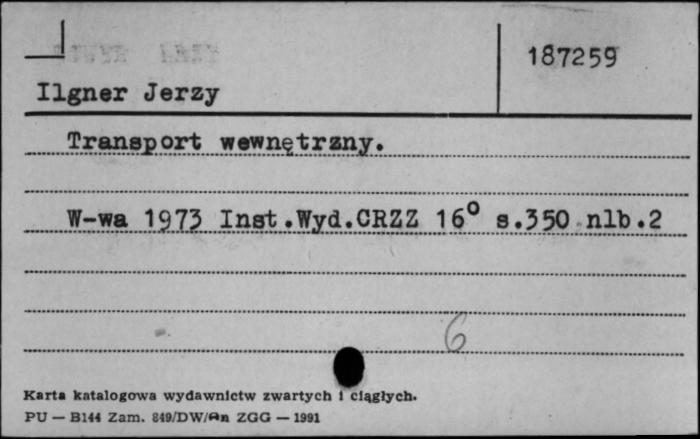 187259
Ilgner Jerzy
Transport wewnętrzny.
W-wa 1973 Inst.Wyd.CRZZ 16° s.350 nlb.2
6
Karta katalogowa wydawnictw zwartych i ciągłych.
PU — B144 Zam. 849/DW/An ZGG — 1991